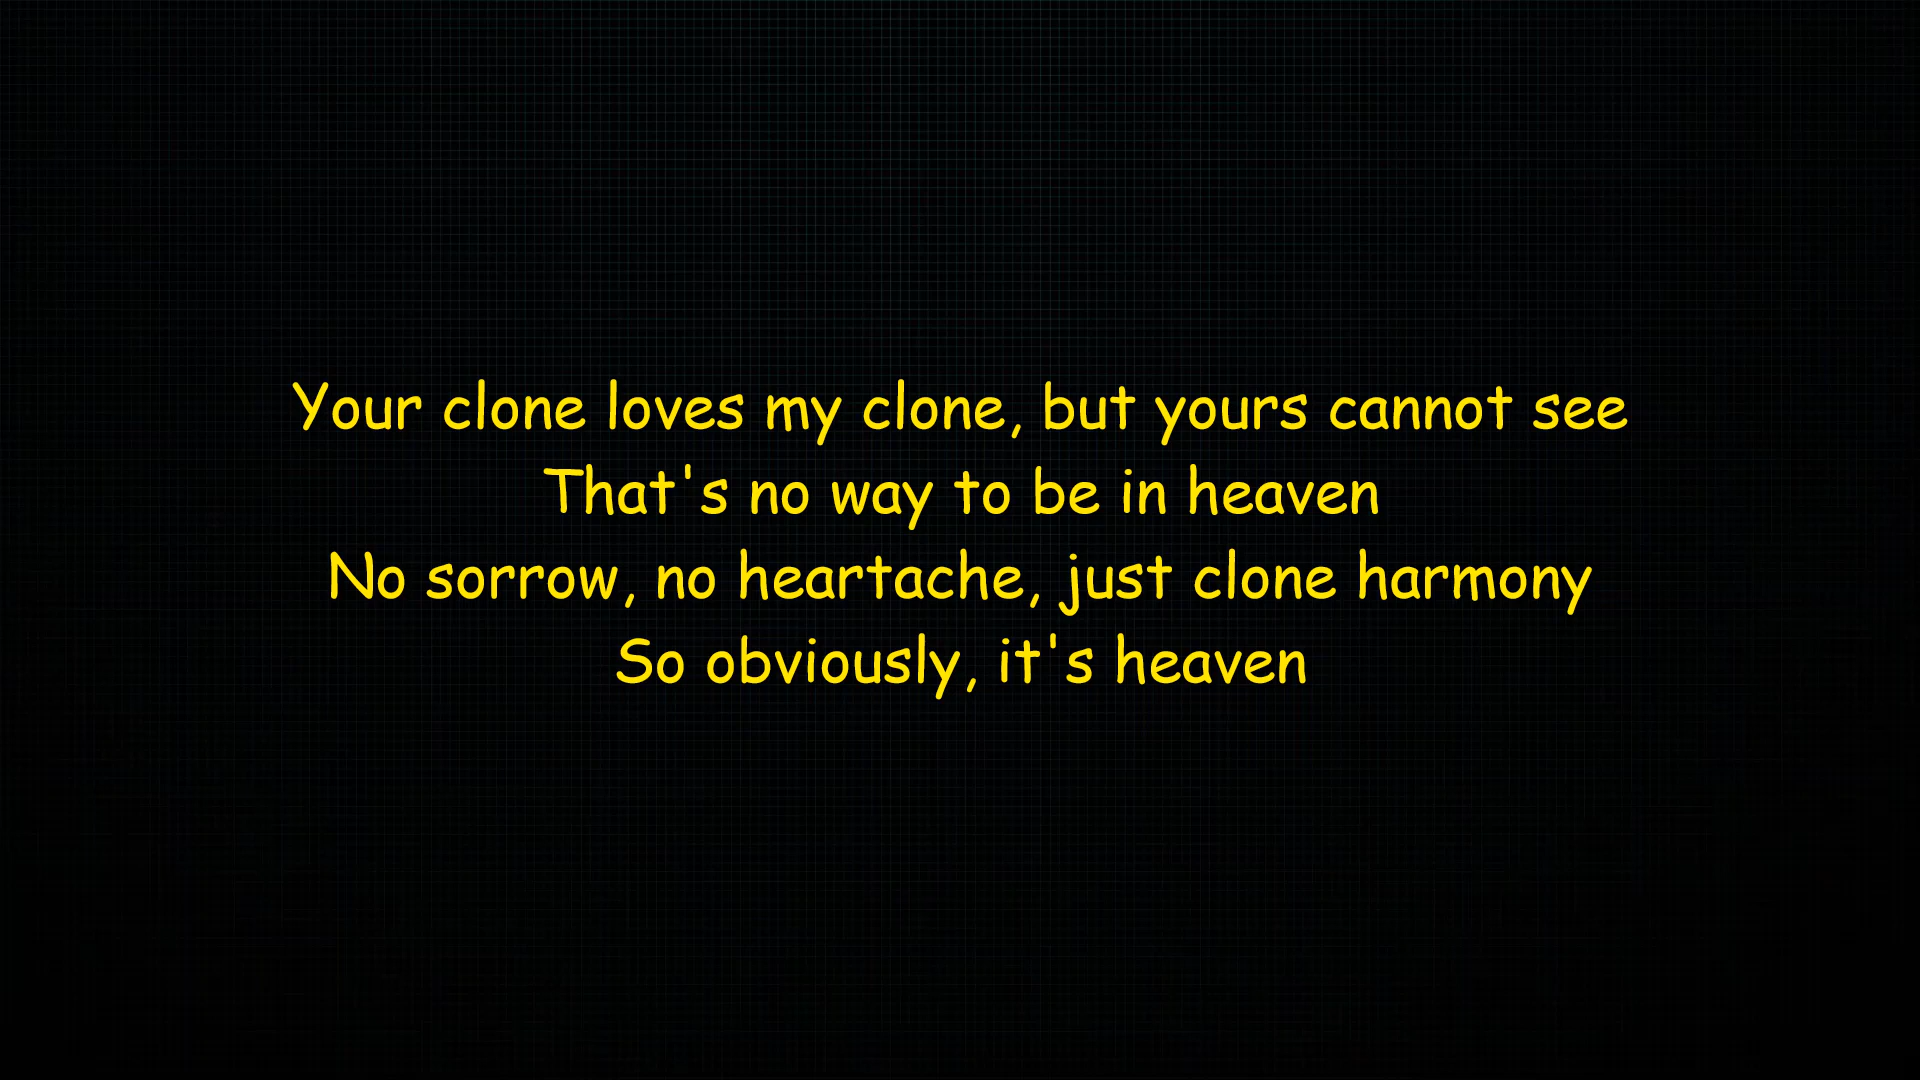 Your clone loves my clone, but yours cannot see
That's no way to be in heaven
No sorrow, no heartache, just clone harmony
So obviously, it's heaven